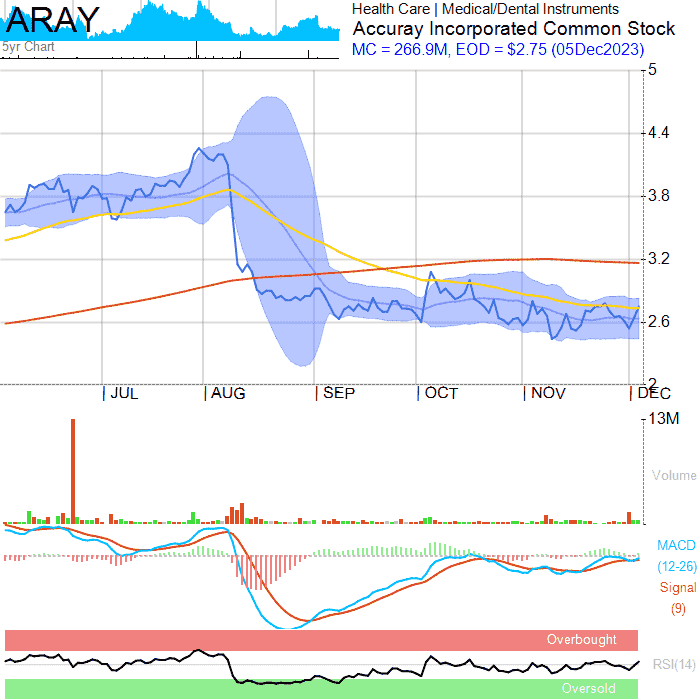 ARAY
5yr Chart
Health Care | Medical/Dental Instruments
Accuray Incorporated Common Stock
MC = 266.9M, EOD = $2.75 (05Dec2023)
5
4.4
3.8
3.2
2.6
2
| JUL
| AUG
| SEP
| OCT
| NOV
| DEC
13M
Volume
MACD
(12-26)
Signal
(9)
Overbought
RSI(14)
Oversold